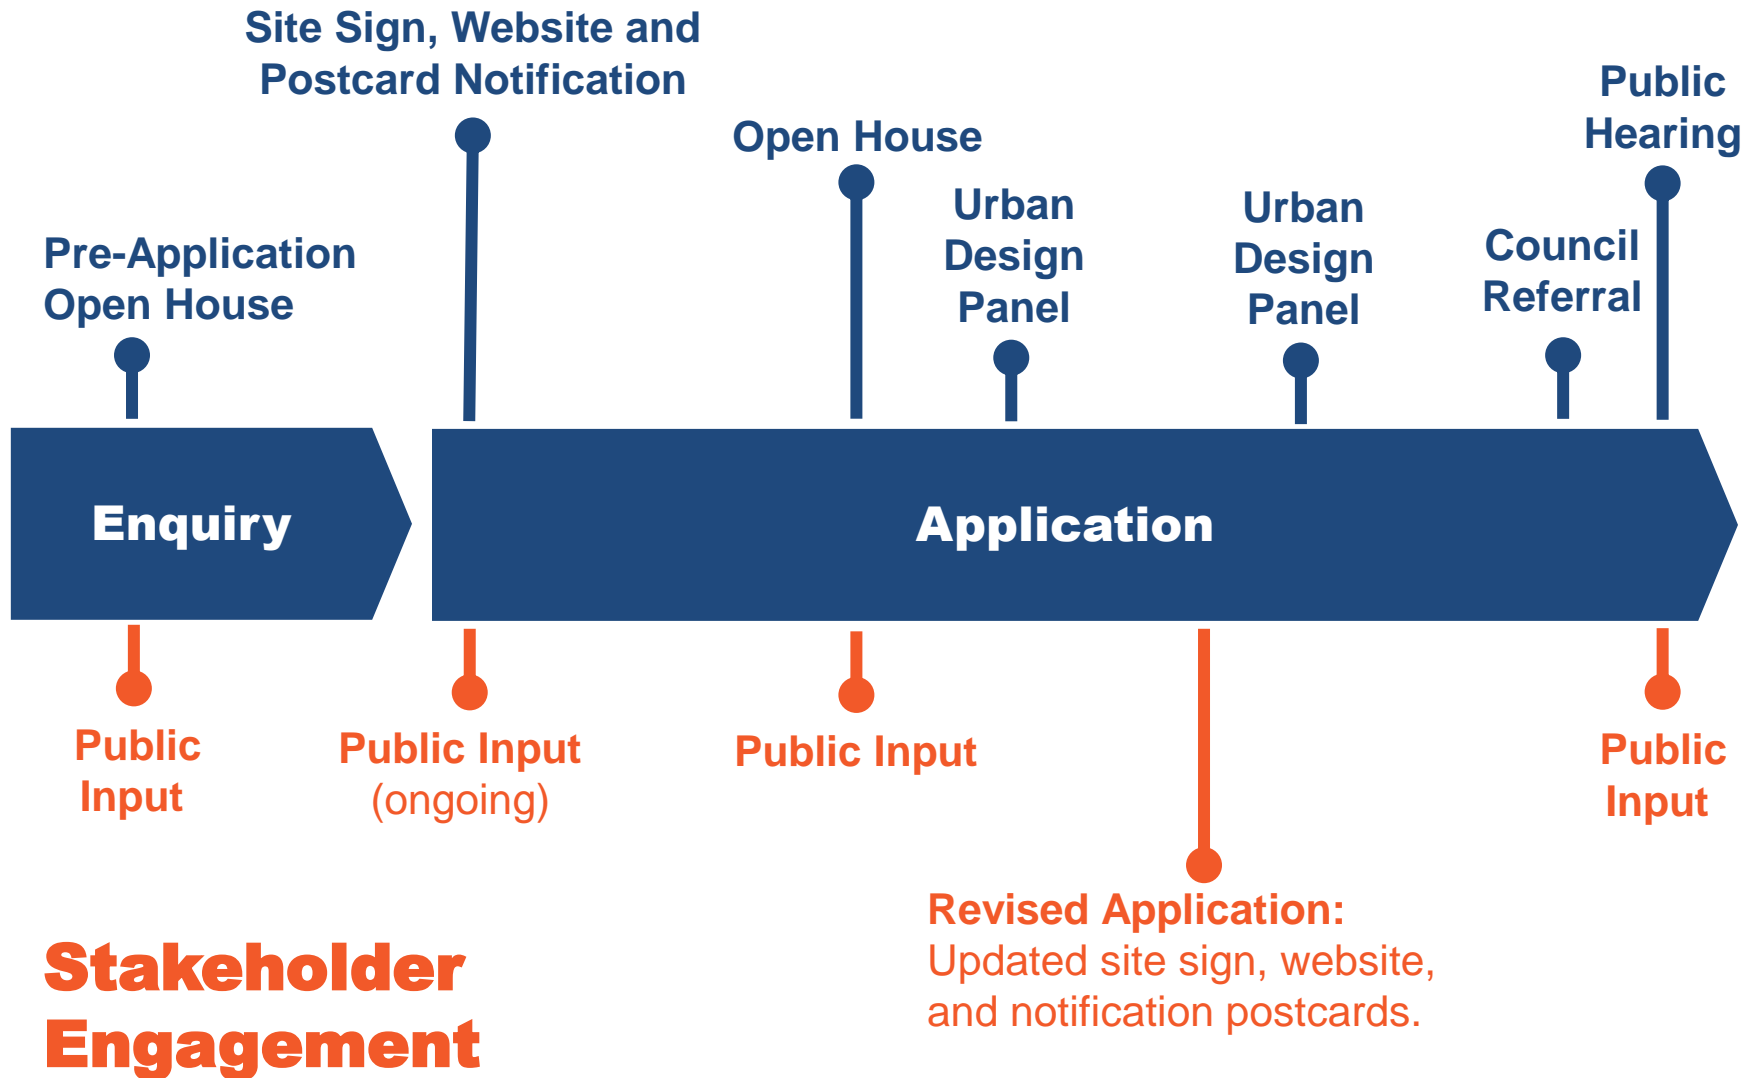 Site Sign, Website and
Postcard Notification
Public
Hearing
Open House
Urban
Design
Panel
Urban
Design
Panel
Council
Referral
Pre-Application
Open House
Enquiry
Application
Public
Input
Public Input
(ongoing)
Public Input
Public
Input
Revised Application:
Updated site sign, website,
and notification postcards.
Stakeholder
Engagement